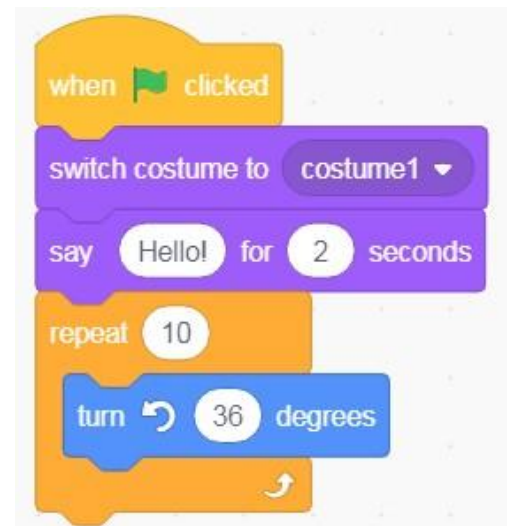 when clicked
switch costume to costume1
say Hello! for 2 seconds
repeat 10
turn 36 degrees